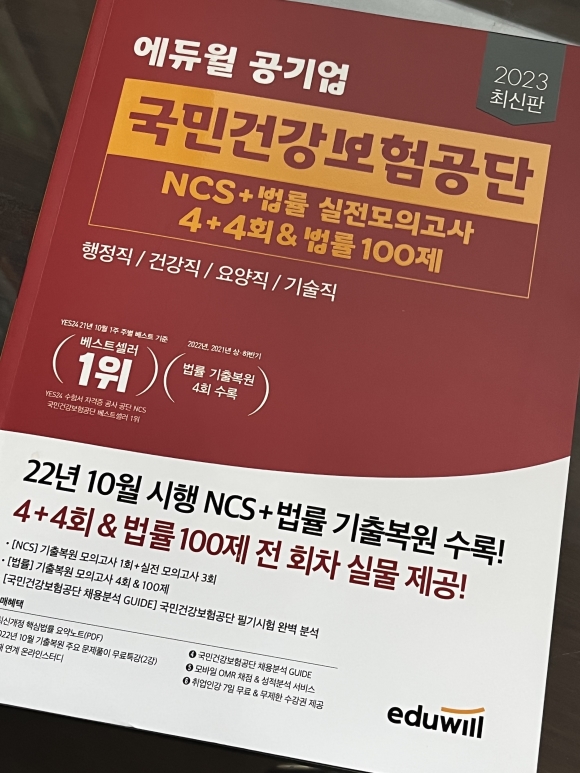 에듀윌 공기업
2023
최신판
국민건강보험공단
NCS+법률 실전모의고사
4+4회 & 법률 100제
행정직 / 건강직 / 요양직 / 기술직
YES24 21년 10월 1주 주별 베스트 기준
베스트셀러
1위
YES24 수험서 자격증 공사 공단 NCS
국민건강보험공단 베스트셀러 1위
2022년, 2021년 상·하반기
법률 기출복원
4회 수록
22년 10월 시행 NCS+법률 기출복원 수록!
4+4회 & 법률 100제 전 회차 실물 제공!
· [NCS] 기출복원 모의고사 1회+실전 모의고사 3회
· [법률] 기출복원 모의고사 4회 & 100제
[국민건강보험공단 채용분석 GUIDE] 국민건강보험공단 필기시험 완벽 분석
매혜택
최신개정 핵심법률 요약노트(PDF)
022년 10월 기출복원 주요 문제풀이 무료특강(2강)
재 연계 온라인스터디
4 국민건강보험공단 채용분석 GUIDE
5 모바일 OMR 채점 & 성적분석 서비스
6 취업인강 7일 무료 & 무제한 수강권 제공
eduwill